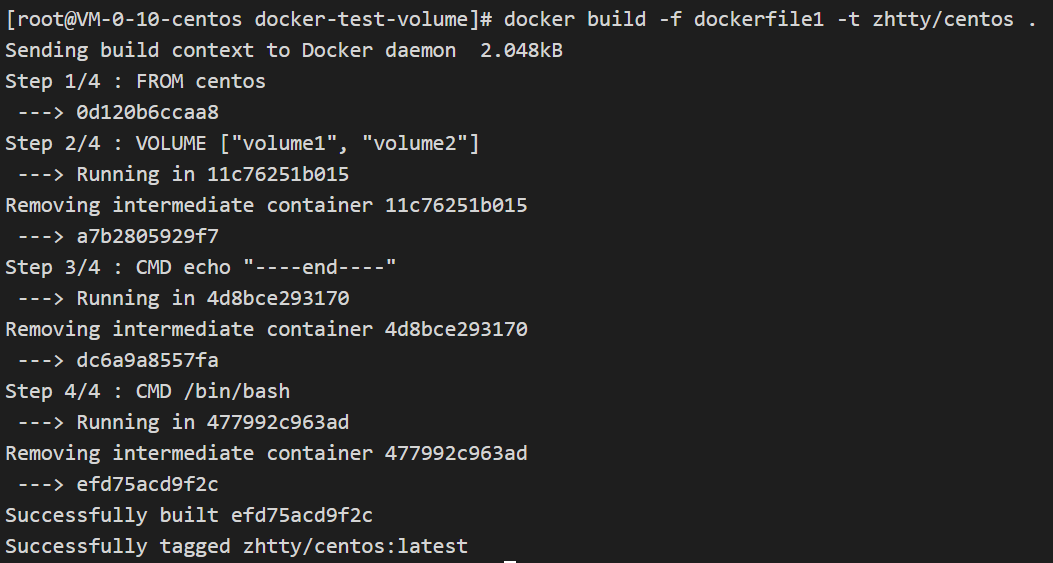 [root@VM-0-10-centos docker-test-volume]# docker build -f dockerfile1 -t zhtty/centos .
Sending build context to Docker daemon  2.048kB
Step 1/4 : FROM centos
 ---> 0d120b6ccaa8
Step 2/4 : VOLUME ["volume1", "volume2"]
 ---> Running in 11c76251b015
Removing intermediate container 11c76251b015
 ---> a7b2805929f7
Step 3/4 : CMD echo "----end----"
 ---> Running in 4d8bce293170
Removing intermediate container 4d8bce293170
 ---> dc6a9a8557fa
Step 4/4 : CMD /bin/bash
 ---> Running in 477992c963ad
Removing intermediate container 477992c963ad
 ---> efd75acd9f2c
Successfully built efd75acd9f2c
Successfully tagged zhtty/centos:latest